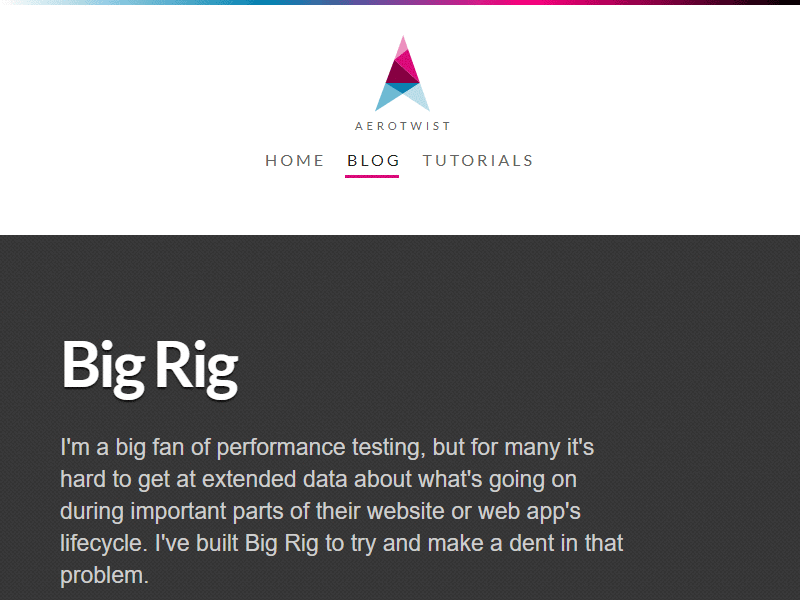 AEROTWIST
HOME BLOG TUTORIALS
Big Rig
I'm a big fan of performance testing, but for many it's
hard to get at extended data about what's going on
during important parts of their website or web app's
lifecycle. I've built Big Rig to try and make a dent in that
problem.